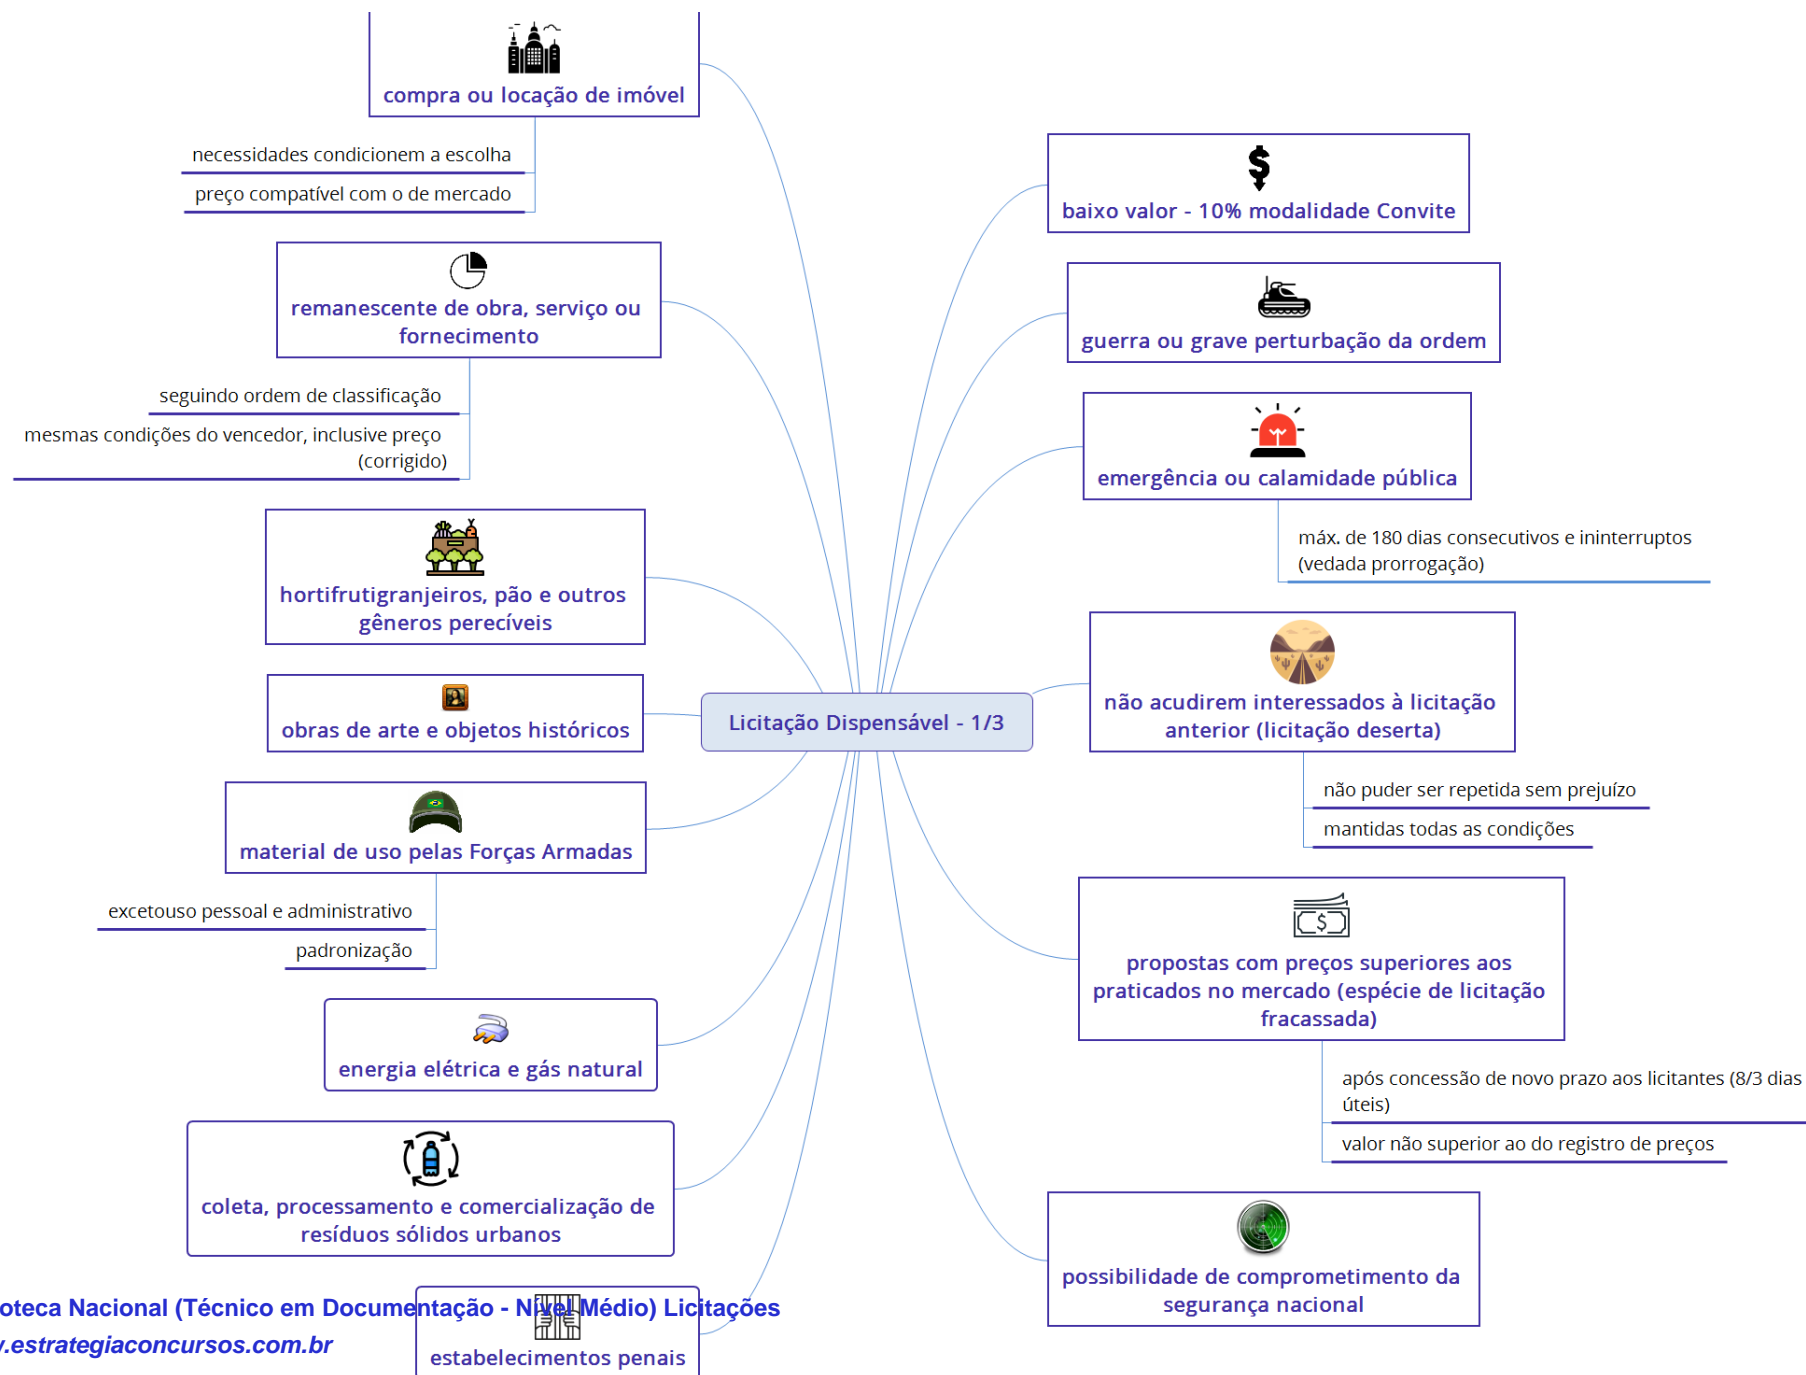 compra ou locação de imóvel
necessidades condicionem a escolha
preço compatível com o de mercado
remanescente de obra, serviço ou
fornecimento
seguindo ordem de classificação
mesmas condições do vencedor, inclusive preço
(corrigido)
hortifrutigranjeiros, pão e outros
gêneros perecíveis
obras de arte e objetos históricos
material de uso pelas Forças Armadas
excetouso pessoal e administrativo
padronização
energia elétrica e gás natural
coleta, processamento e comercialização de
resíduos sólidos urbanos
estabelecimentos penais
Licitação Dispensável - 1/3
baixo valor - 10% modalidade Convite
guerra ou grave perturbação da ordem
emergência ou calamidade pública
máx. de 180 dias consecutivos e ininterruptos
(vedada prorrogação)
não acudirem interessados à licitação
anterior (licitação deserta)
não puder ser repetida sem prejuízo
mantidas todas as condições
propostas com preços superiores aos
praticados no mercado (espécie de licitação
fracassada)
após concessão de novo prazo aos licitantes (8/3 dias
úteis)
valor não superior ao do registro de preços
possibilidade de comprometimento da
segurança nacional
oteca Nacional (Técnico em Documentação - Nível Médio) Licitações
.estrategiaconcursos.com.br